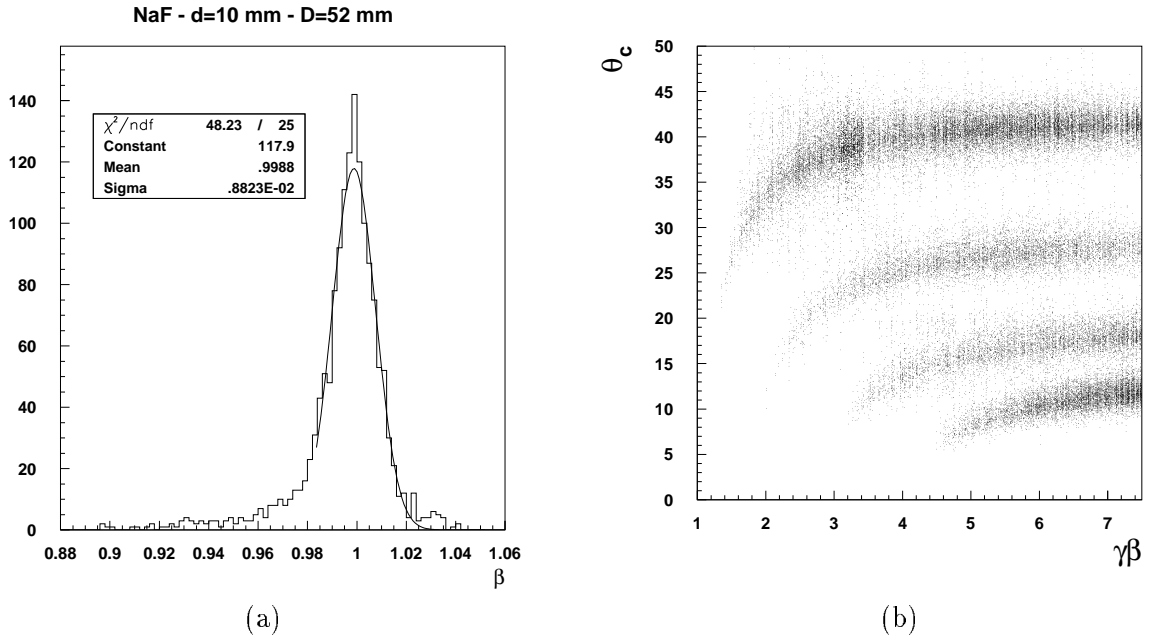 NaF - d=10 mm - D=52 mm
χ²/ndf 48.23 / 25
Constant 117.9
Mean .9988
Sigma .8823E-02
140
120
100
80
60
40
20
0
0.88 0.9 0.92 0.94 0.96 0.98 1 1.02 1.04 1.06
β
(a)
θc
50
45
40
35
30
25
20
15
10
5
0
1 2 3 4 5 6 7
γβ
(b)